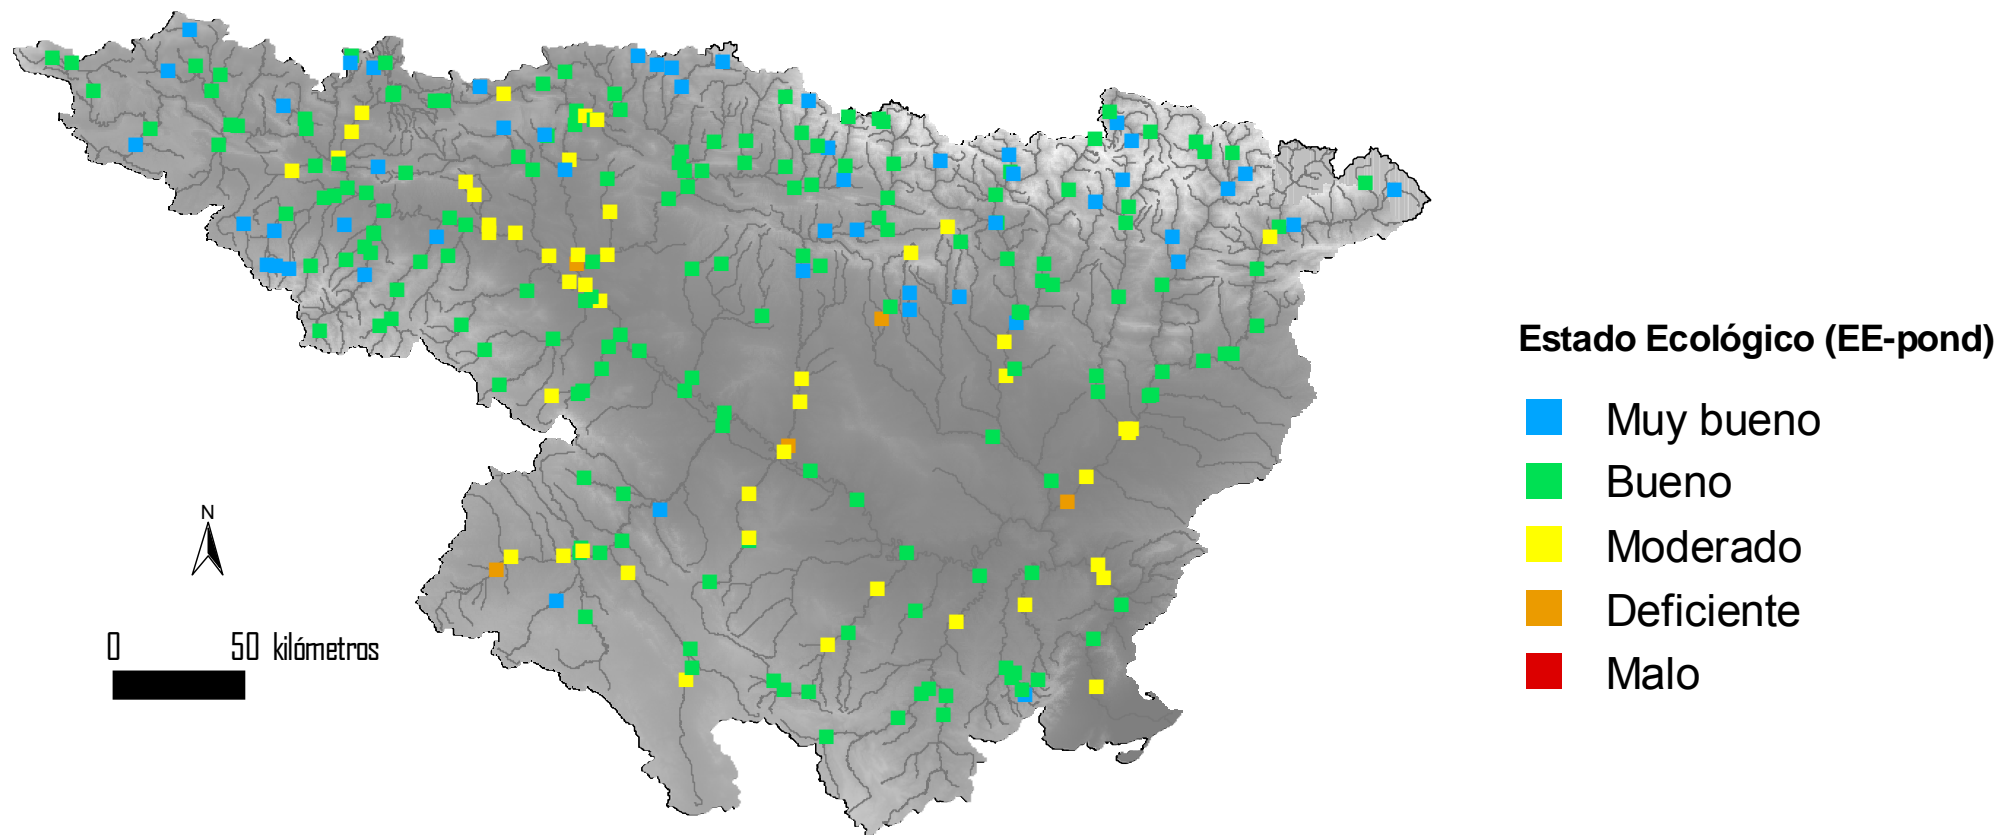 Estado Ecológico (EE-pond)
Muy bueno
Bueno
N
Moderado
Deficiente
0 50 kilómetros
Malo